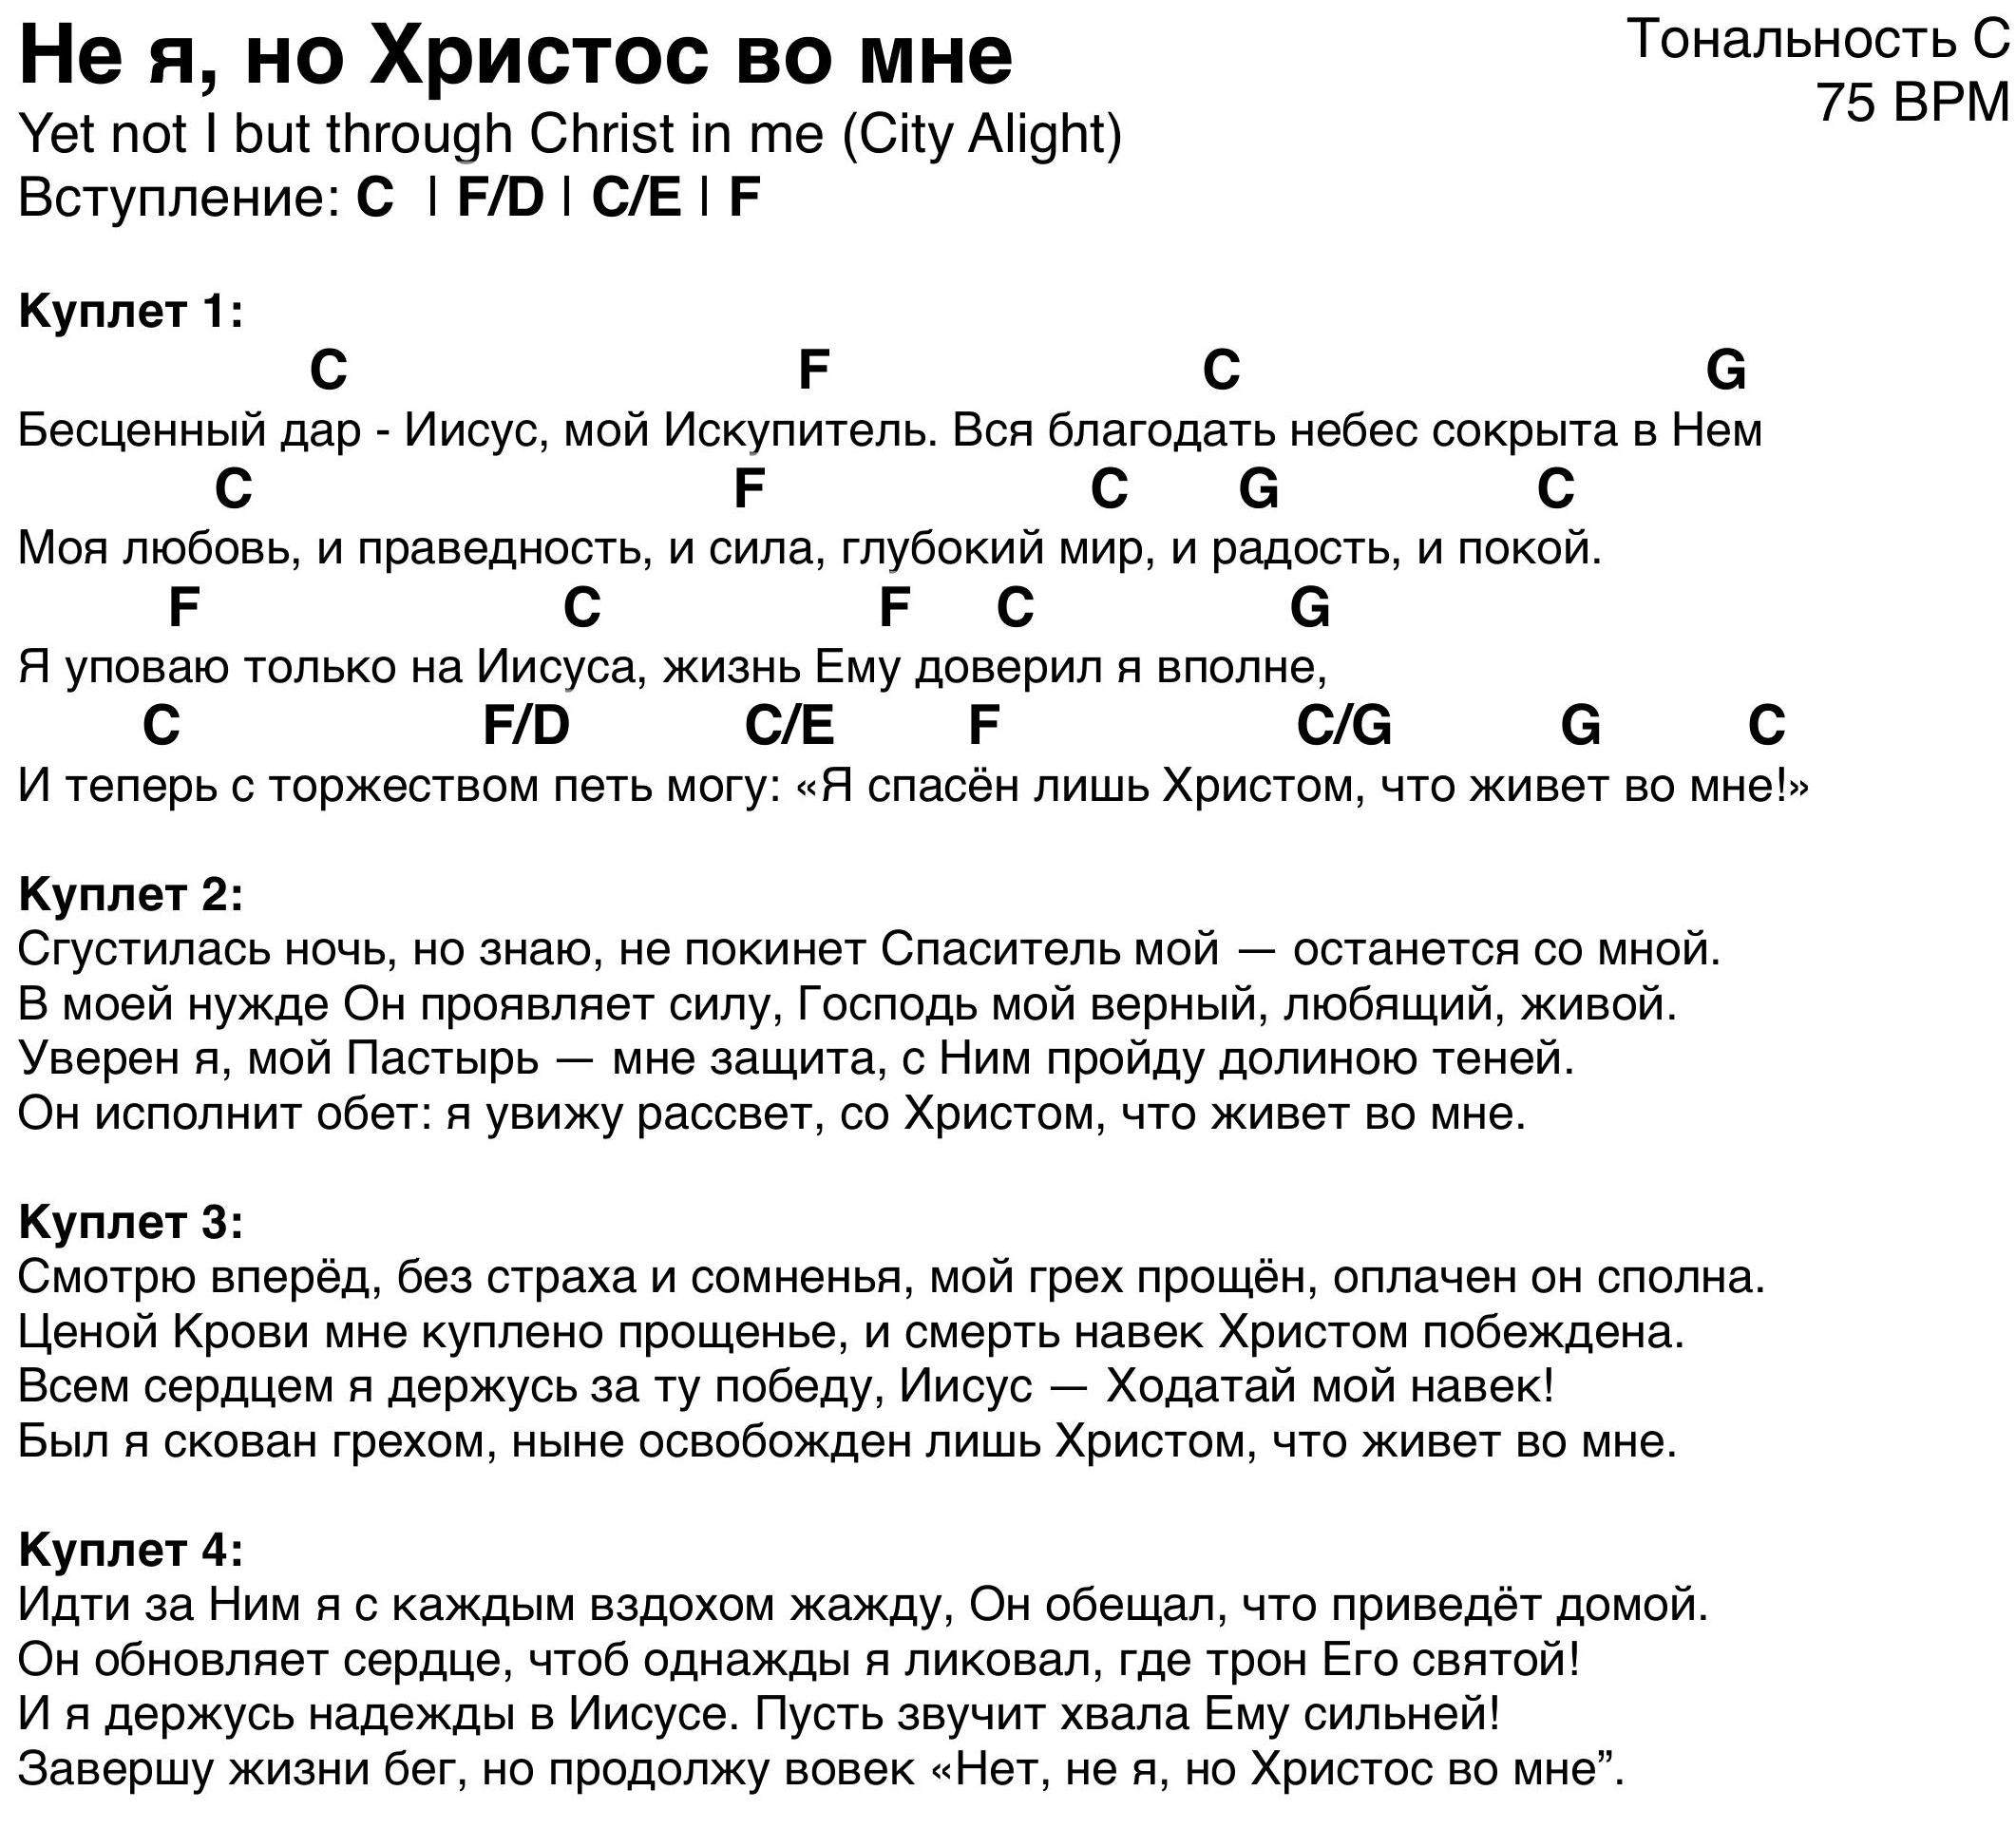 Не я, но Христос во мне
Тональность C
75 BPM
Yet not I but through Christ in me (City Alight)
Вступление: C | F/D | C/E | F
Куплет 1:
C F C G
Бесценный дар - Иисус, мой Искупитель. Вся благодать небес сокрыта в Нем
C F C G C
Моя любовь, и праведность, и сила, глубокий мир, и радость, и покой.
F C F C G
Я уповаю только на Иисуса, жизнь Ему доверил я вполне,
C F/D C/E F C/G G C
И теперь с торжеством петь могу: «Я спасён лишь Христом, что живет во мне!»
Куплет 2:
Сгустилась ночь, но знаю, не покинет Спаситель мой — останется со мной.
В моей нужде Он проявляет силу, Господь мой верный, любящий, живой.
Уверен я, мой Пастырь — мне защита, с Ним пройду долиною теней.
Он исполнит обет: я увижу рассвет, со Христом, что живет во мне.
Куплет 3:
Смотрю вперёд, без страха и сомненья, мой грех прощён, оплачен он сполна.
Ценой Крови мне куплено прощенье, и смерть навек Христом побеждена.
Всем сердцем я держусь за ту победу, Иисус — Ходатай мой навек!
Был я скован грехом, ныне освобожден лишь Христом, что живет во мне.
Куплет 4:
Идти за Ним я с каждым вздохом жажду, Он обещал, что приведёт домой.
Он обновляет сердце, чтоб однажды я ликовал, где трон Его святой!
И я держусь надежды в Иисусе. Пусть звучит хвала Ему сильней!
Завершу жизни бег, но продолжу вовек «Нет, не я, но Христос во мне”.